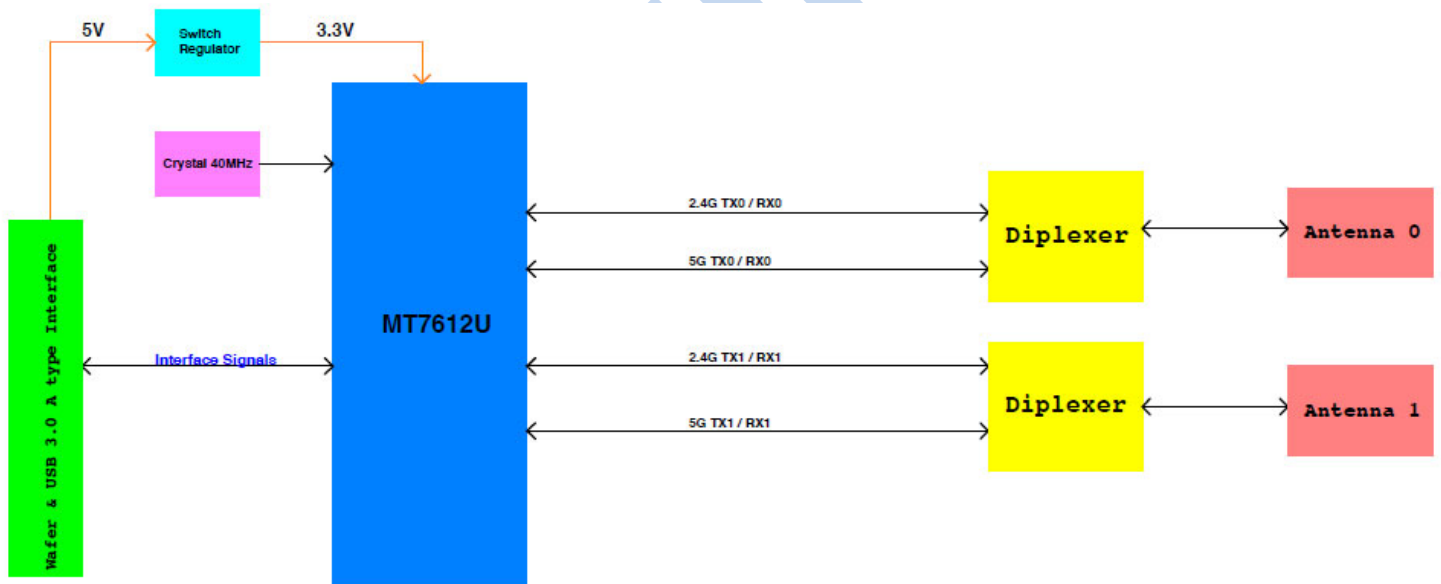 5V
Switch
Regulator
3.3V
Crystal 40MHz
Wafer & USB 3.0 A type Interface
Interface Signals
MT7612U
2.4G TX0 / RX0
5G TX0 / RX0
2.4G TX1 / RX1
5G TX1 / RX1
Diplexer
Antenna 0
Diplexer
Antenna 1